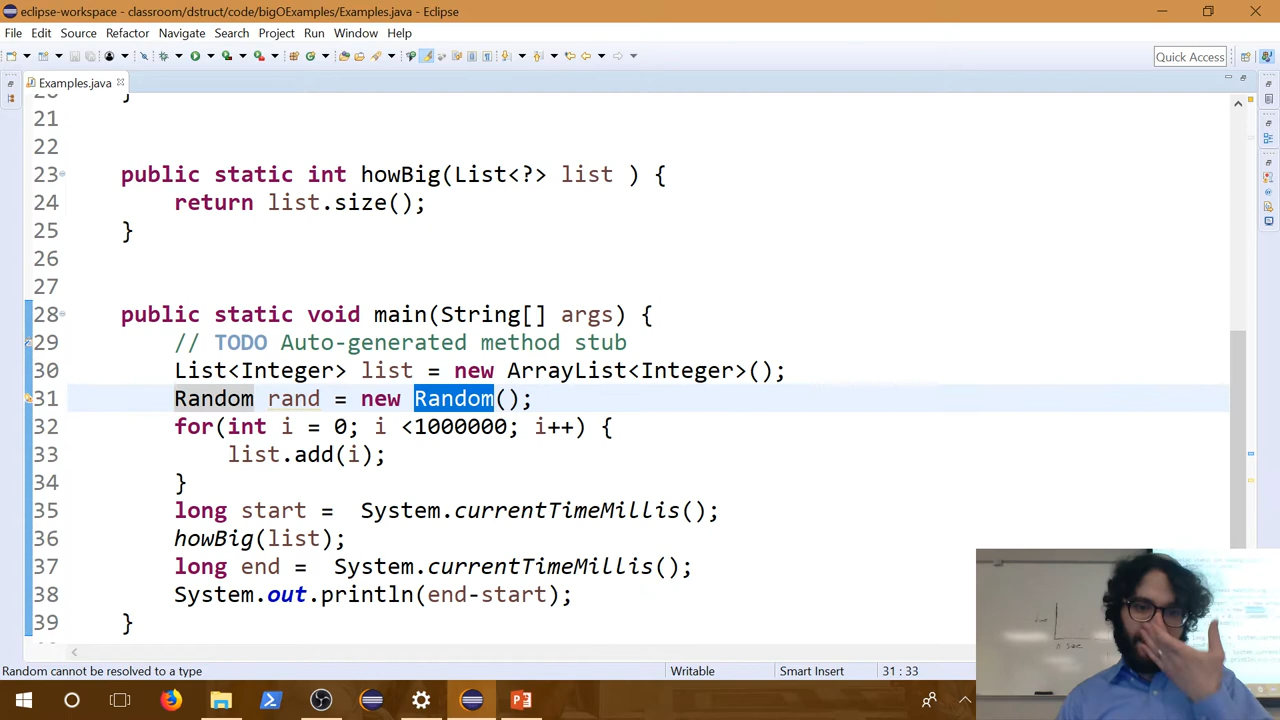 eclipse-workspace - classroom/dstruct/code/bigOExamples/Examples.java - Eclipse
File Edit Source Refactor Navigate Search Project Run Window Help
Quick Access
Examples.java
20 }
21
22
23 public static int howBig(List<?> list ) {
24 return list.size();
25 }
26
27
28 public static void main(String[] args) {
29 // TODO Auto-generated method stub
30 List<Integer> list = new ArrayList<Integer>();
31 Random rand = new Random();
32 for(int i = 0; i <1000000; i++) {
33 list.add(i);
34 }
35 long start =  System.currentTimeMillis();
36 howBig(list);
37 long end =  System.currentTimeMillis();
38 System.out.println(end-start);
39 }
Random cannot be resolved to a type Writable Smart Insert 31 : 33